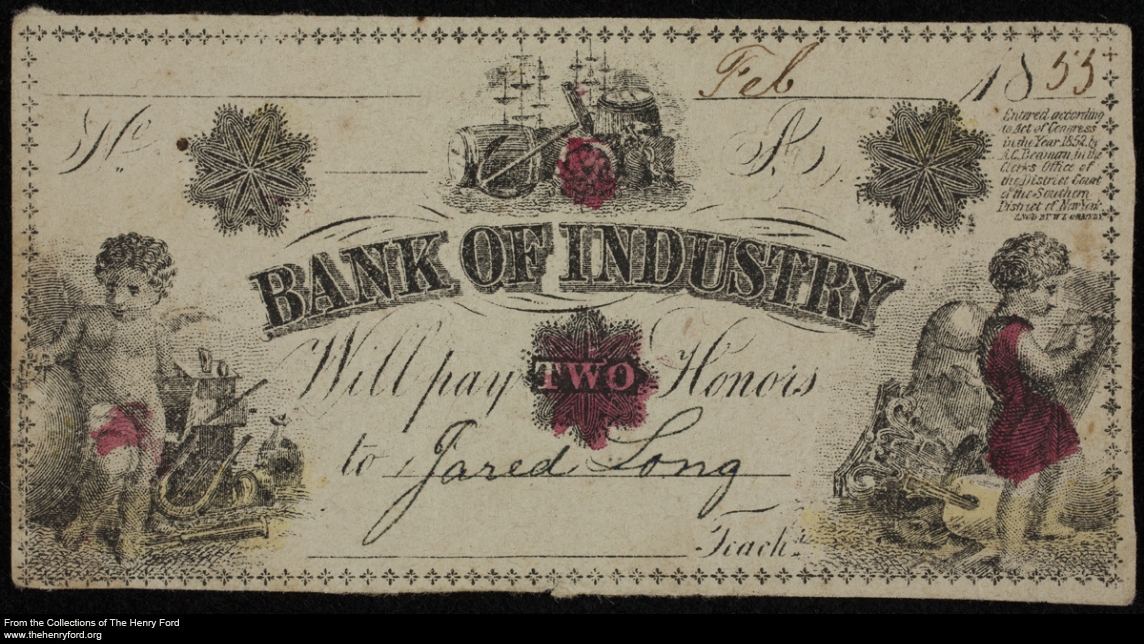 Feb 1855
No
A.
Entered according
to Act of Congress
in the Year 1852, by
A.C. Beaman, in the
Clerks Office of
the District Court
of the Southern
District of New York
BANK OF INDUSTRY
Will pay TWO Honors
to Jared Long
Teachr
From the Collections of The Henry Ford
www.thehenryford.org